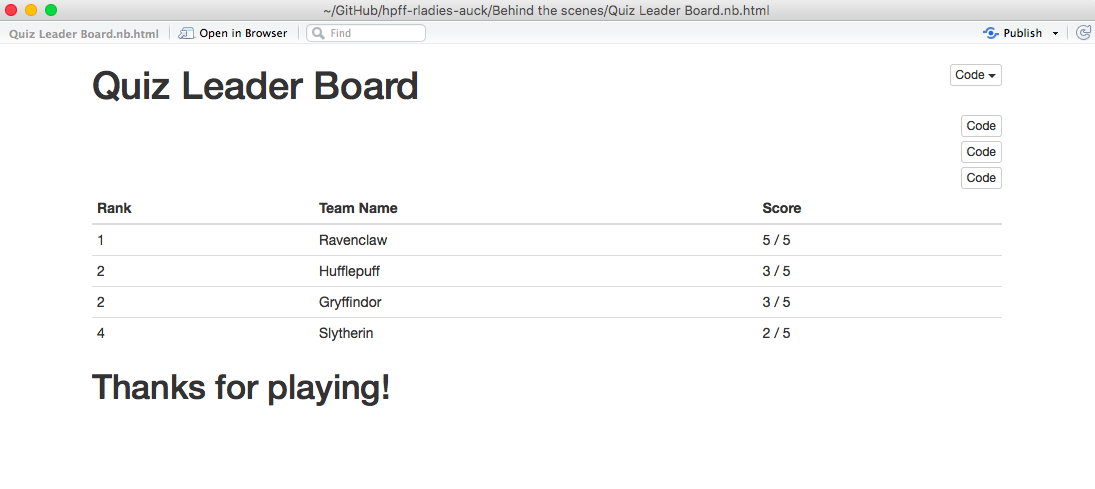 ~/GitHub/hpff-rladies-auck/Behind the scenes/Quiz Leader Board.nb.html
Quiz Leader Board.nb.html Open in Browser Find Publish
Quiz Leader Board Code
Code
Code
Code
Rank Team Name Score
1 Ravenclaw 5 / 5
2 Hufflepuff 3 / 5
2 Gryffindor 3 / 5
4 Slytherin 2 / 5
Thanks for playing!